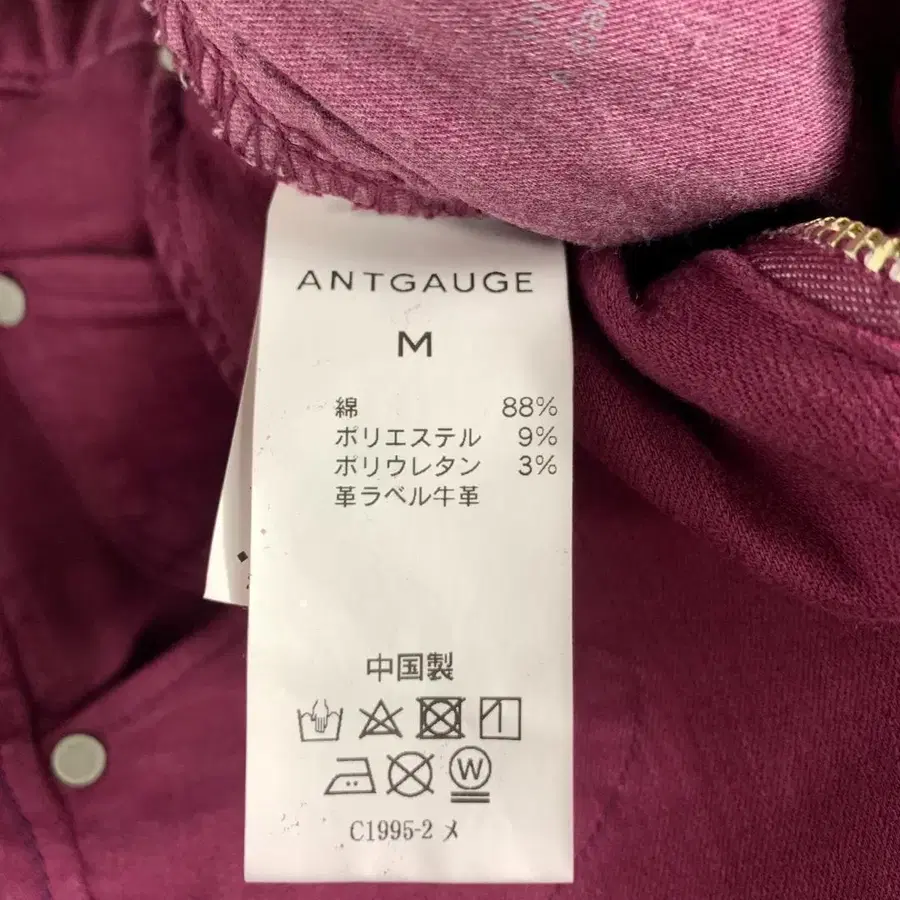 ANTGAUGE
M
綿 88%
ポリエステル 9%
ポリウレタン 3%
革ラベル牛革
中国製
W
C1995-2 メ